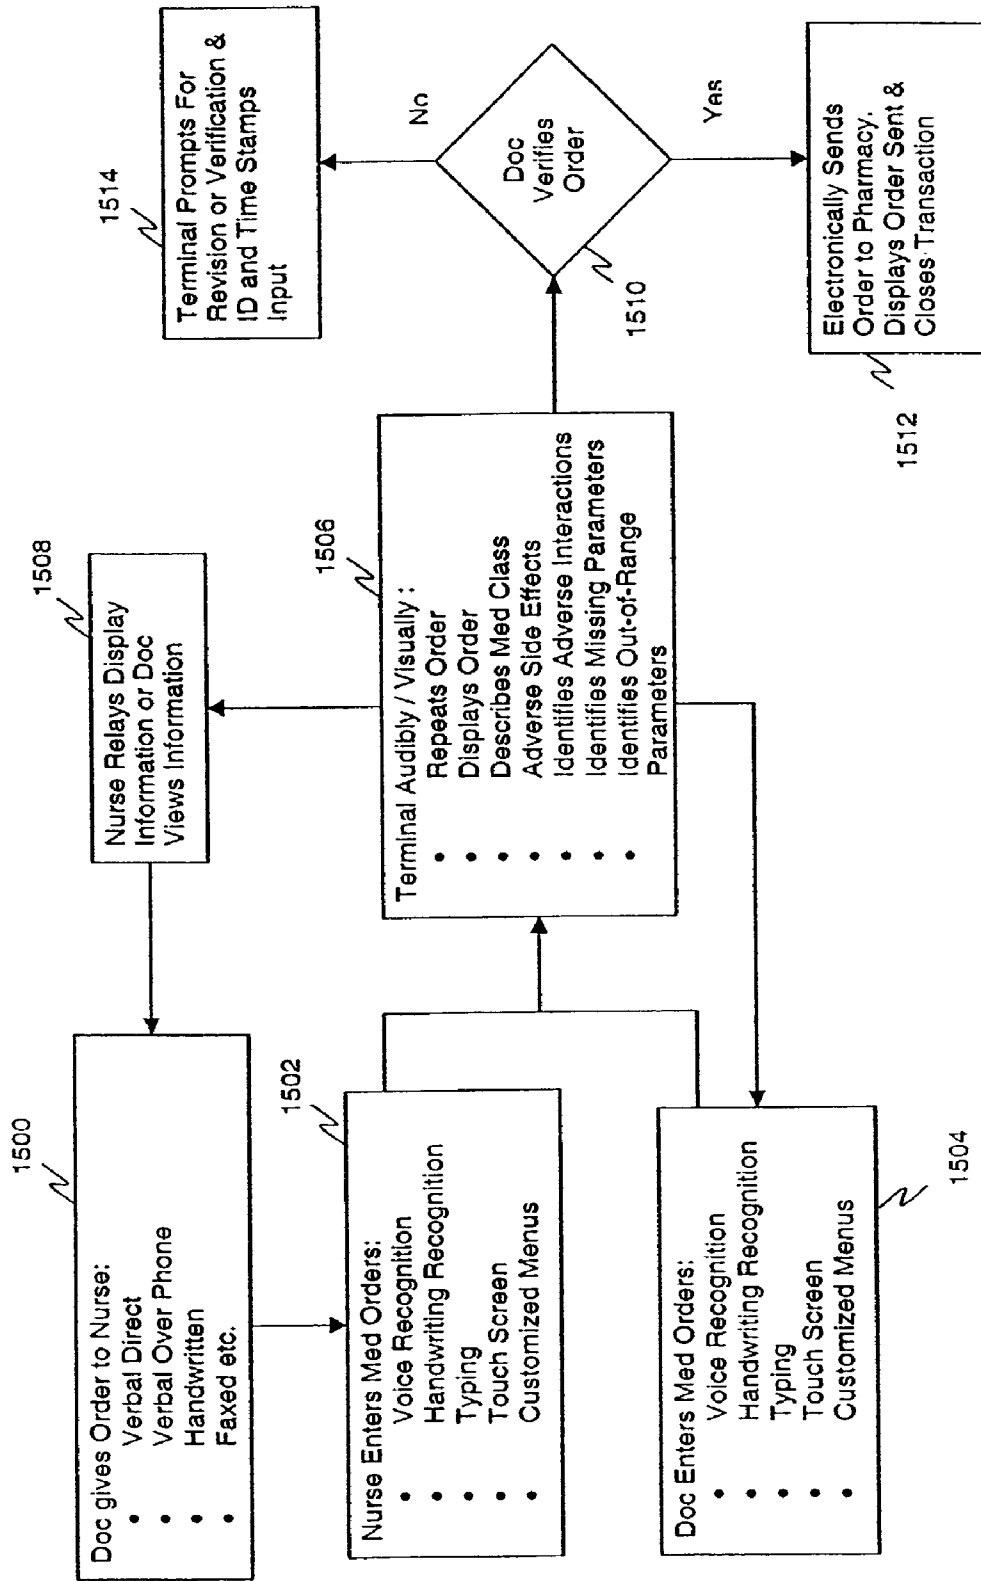 1500
Doc gives Order to Nurse:
• Verbal Direct
• Verbal Over Phone
• Handwritten
• Faxed etc.
1502
Nurse Enters Med Orders:
• Voice Recognition
• Handwriting Recognition
• Typing
• Touch Screen
• Customized Menus
Doc Enters Med Orders:
• Voice Recognition
• Handwriting Recognition
• Typing
• Touch Screen
• Customized Menus
1504
1508
Nurse Relays Display
Information or Doc
Views Information
1506
Terminal Audibly / Visually :
• Repeats Order
• Displays Order
• Describes Med Class
• Adverse Side Effects
• Identifies Adverse Interactions
• Identifies Missing Parameters
• Identifies Out-of-Range
Parameters
1514
Terminal Prompts For
Revision or Verification &
ID and Time Stamps
Input
No
Doc
Verifies
Order
1510
Yes
Electronically Sends
Order to Pharmacy,
Displays Order Sent &
Closes Transaction
1512